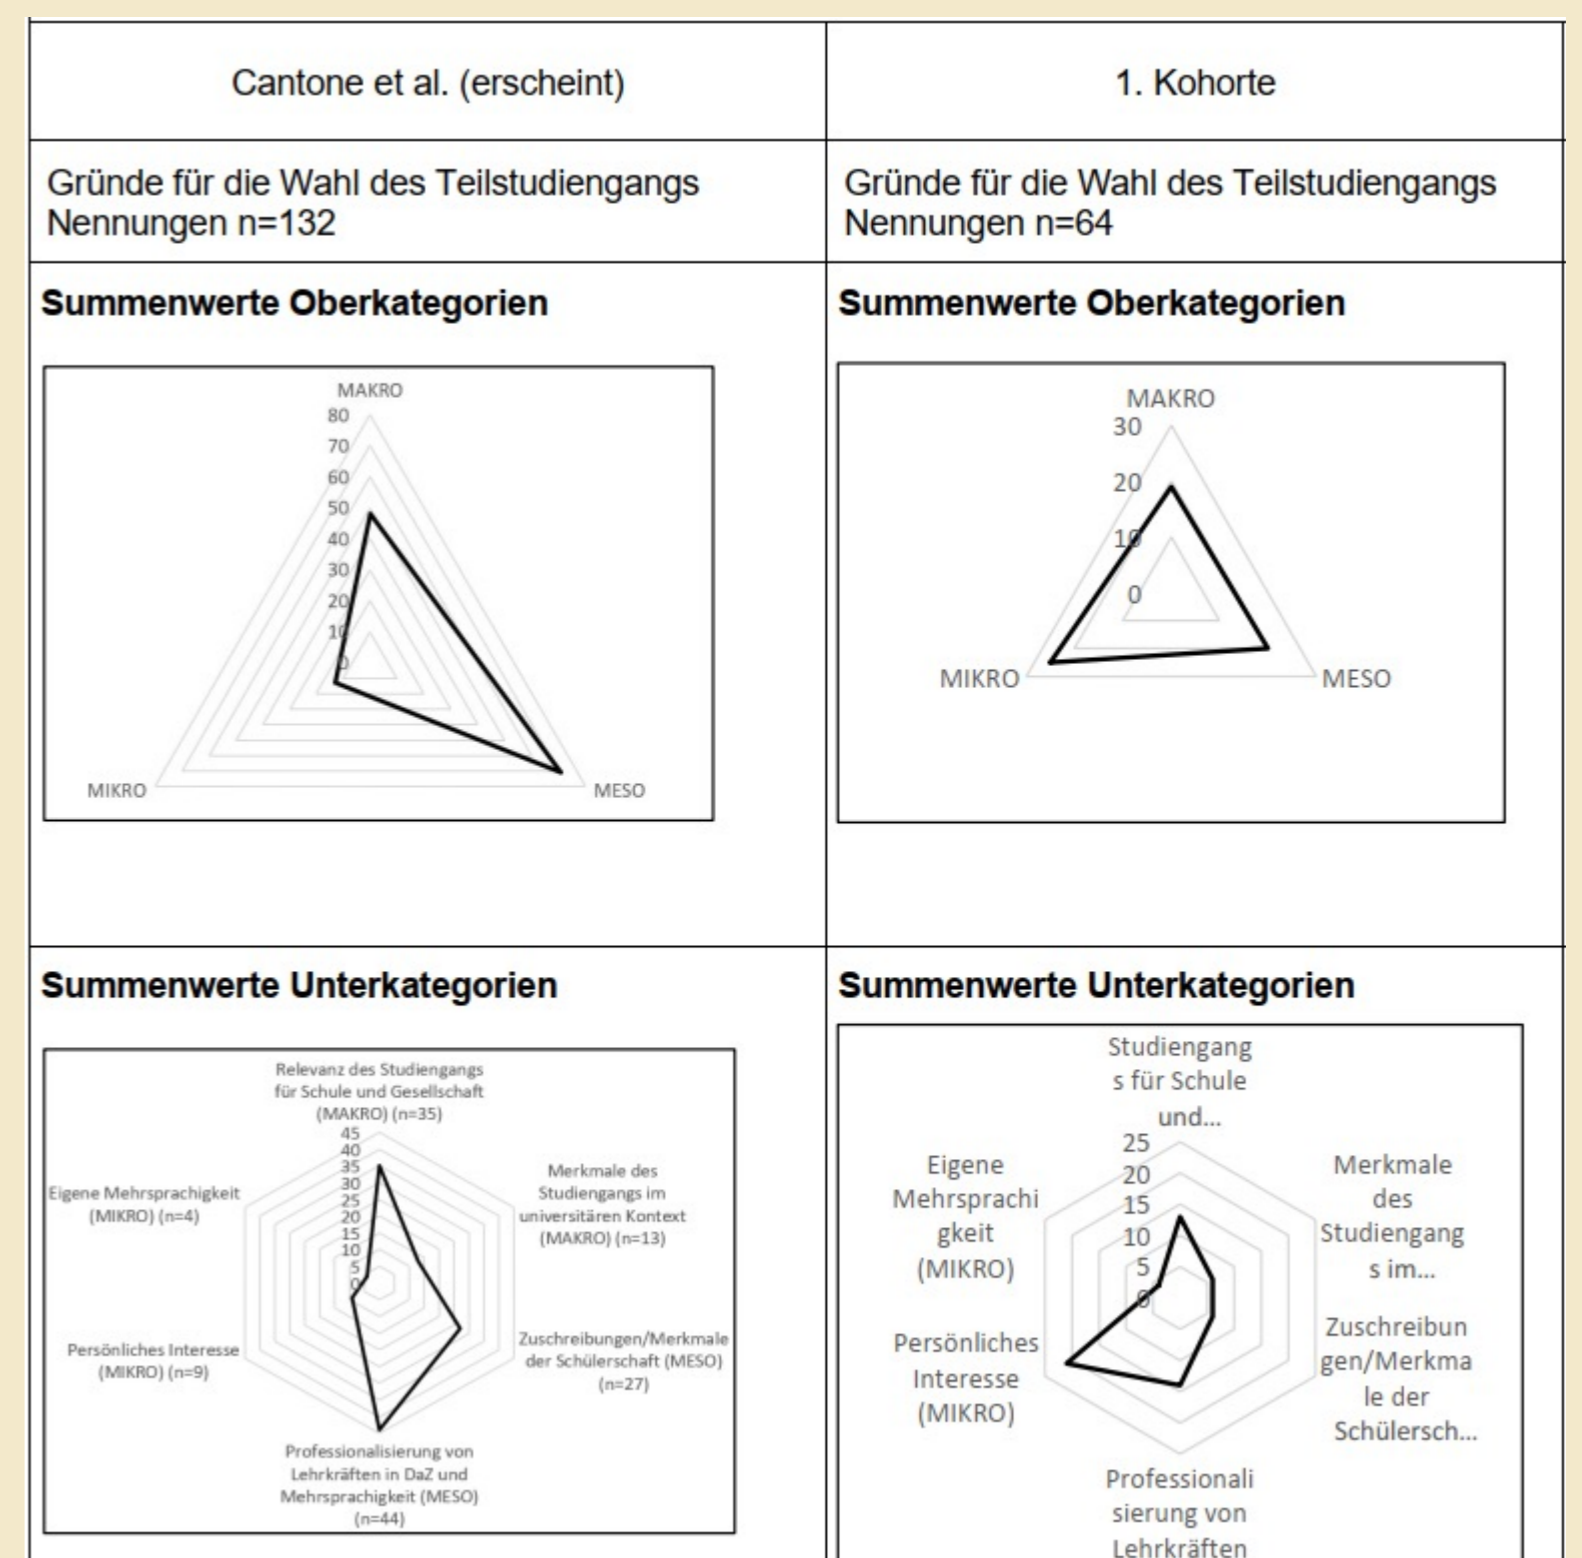 Cantone et al. (erscheint)
1. Kohorte
Gründe für die Wahl des Teilstudiengangs
Nennungen n=132
Gründe für die Wahl des Teilstudiengangs
Nennungen n=64
Summenwerte Oberkategorien
MAKRO
80
70
60
50
40
30
20
10
0
MIKRO
MESO
Summenwerte Oberkategorien
MAKRO
30
20
10
0
MIKRO
MESO
Summenwerte Unterkategorien
Relevanz des Studiengangs
für Schule und Gesellschaft
(MAKRO) (n=35)
45
40
35
30
25
20
15
10
5
0
Merkmale des
Studiengangs im
universitären Kontext
(MAKRO) (n=13)
Zuschreibungen/Merkmale
der Schülerschaft (MESO)
(n=27)
Professionalisierung von
Lehrkräften in DaZ und
Mehrsprachigkeit (MESO)
(n=44)
Persönliches Interesse
(MIKRO) (n=9)
Eigene Mehrsprachigkeit
(MIKRO) (n=4)
Summenwerte Unterkategorien
Studiengang
s für Schule
und...
25
20
15
10
5
0
Merkmale
des
Studiengang
s im...
Zuschreibun
gen/Merkma
le der
Schülersch...
Professionali
sierung von
Lehrkräften
Persönliches
Interesse
(MIKRO)
Eigene
Mehrsprachi
gkeit
(MIKRO)